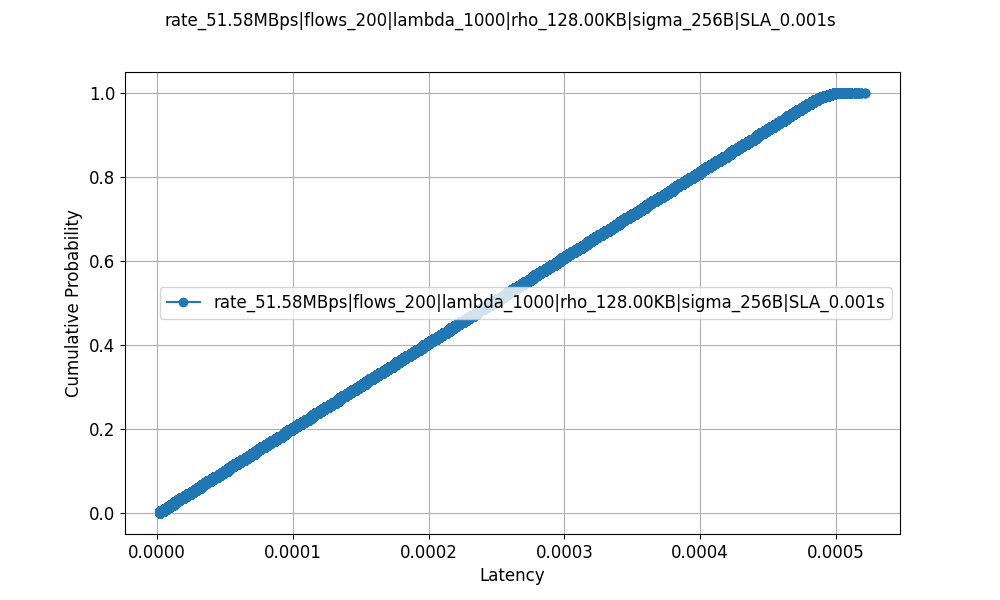 rate_51.58MBps|flows_200|lambda_1000|rho_128.00KB|sigma_256B|SLA_0.001s
1.0
0.8
0.6
0.4
0.2
0.0
Cumulative Probability
rate_51.58MBps|flows_200|lambda_1000|rho_128.00KB|sigma_256B|SLA_0.001s
0.0000 0.0001 0.0002 0.0003 0.0004 0.0005
Latency